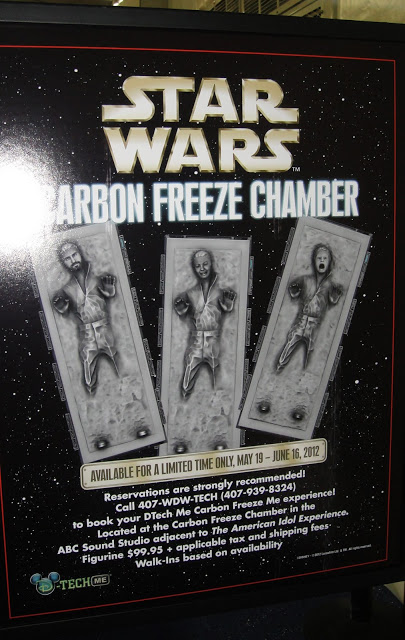 STAR
WARS
TM
CARBON FREEZE CHAMBER
AVAILABLE FOR A LIMITED TIME ONLY, MAY 19 – JUNE 16, 2012
Reservations are strongly recommended!
Call 407-WDW-TECH (407-939-8324)
to book your DTech Me Carbon Freeze Me experience!
Located at the Carbon Freeze Chamber in the
ABC Sound Studio adjacent to The American Idol Experience.
Figurine $99.95 + applicable tax and shipping fees.
Walk-Ins based on availability
D-TECH ME